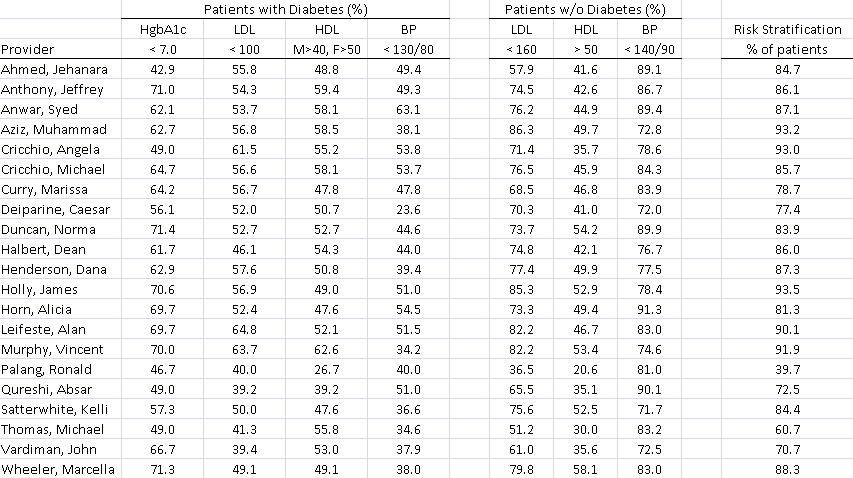 Patients with Diabetes (%) Patients w/o Diabetes (%)
HgbA1c LDL HDL BP LDL HDL BP Risk Stratification
Provider < 7.0 < 100 M>40, F>50 < 130/80 < 160 > 50 < 140/90 % of patients
Ahmed, Jehanara 42.9 55.8 48.8 49.4 57.9 41.6 89.1 84.7
Anthony, Jeffrey 71.0 54.3 59.4 49.3 74.5 42.6 86.7 86.1
Anwar, Syed 62.1 53.7 58.1 63.1 76.2 44.9 89.4 87.1
Aziz, Muhammad 62.7 56.8 58.5 38.1 86.3 49.7 72.8 93.2
Cricchio, Angela 49.0 61.5 55.2 53.8 71.4 35.7 78.6 93.0
Cricchio, Michael 64.7 56.6 58.1 53.7 76.5 45.9 84.3 85.7
Curry, Marissa 64.2 56.7 47.8 47.8 68.5 46.8 83.9 78.7
Deiparine, Caesar 56.1 52.0 50.7 23.6 70.3 41.0 72.0 77.4
Duncan, Norma 71.4 52.7 52.7 44.6 73.7 54.2 89.9 83.9
Halbert, Dean 61.7 46.1 54.3 44.0 74.8 42.1 76.7 86.0
Henderson, Dana 62.9 57.6 50.8 39.4 77.4 49.9 77.5 87.3
Holly, James 70.6 56.9 49.0 51.0 85.3 52.9 78.4 93.5
Horn, Alicia 69.7 52.4 47.6 54.5 73.3 49.4 91.3 81.3
Leifeste, Alan 69.7 64.8 52.1 51.5 82.2 46.7 83.0 90.1
Murphy, Vincent 70.0 63.7 62.6 34.2 82.2 53.4 74.6 91.9
Palang, Ronald 46.7 40.0 26.7 40.0 36.5 20.6 81.0 39.7
Qureshi, Absar 49.0 39.2 39.2 51.0 65.5 35.1 90.1 72.5
Satterwhite, Kelli 57.3 50.0 47.6 36.6 75.6 52.5 71.7 84.4
Thomas, Michael 49.0 41.3 55.8 34.6 51.2 30.0 83.2 60.7
Vardiman, John 66.7 39.4 53.0 37.9 61.0 35.6 72.5 70.7
Wheeler, Marcella 71.3 49.1 49.1 38.0 79.8 58.1 83.0 88.3